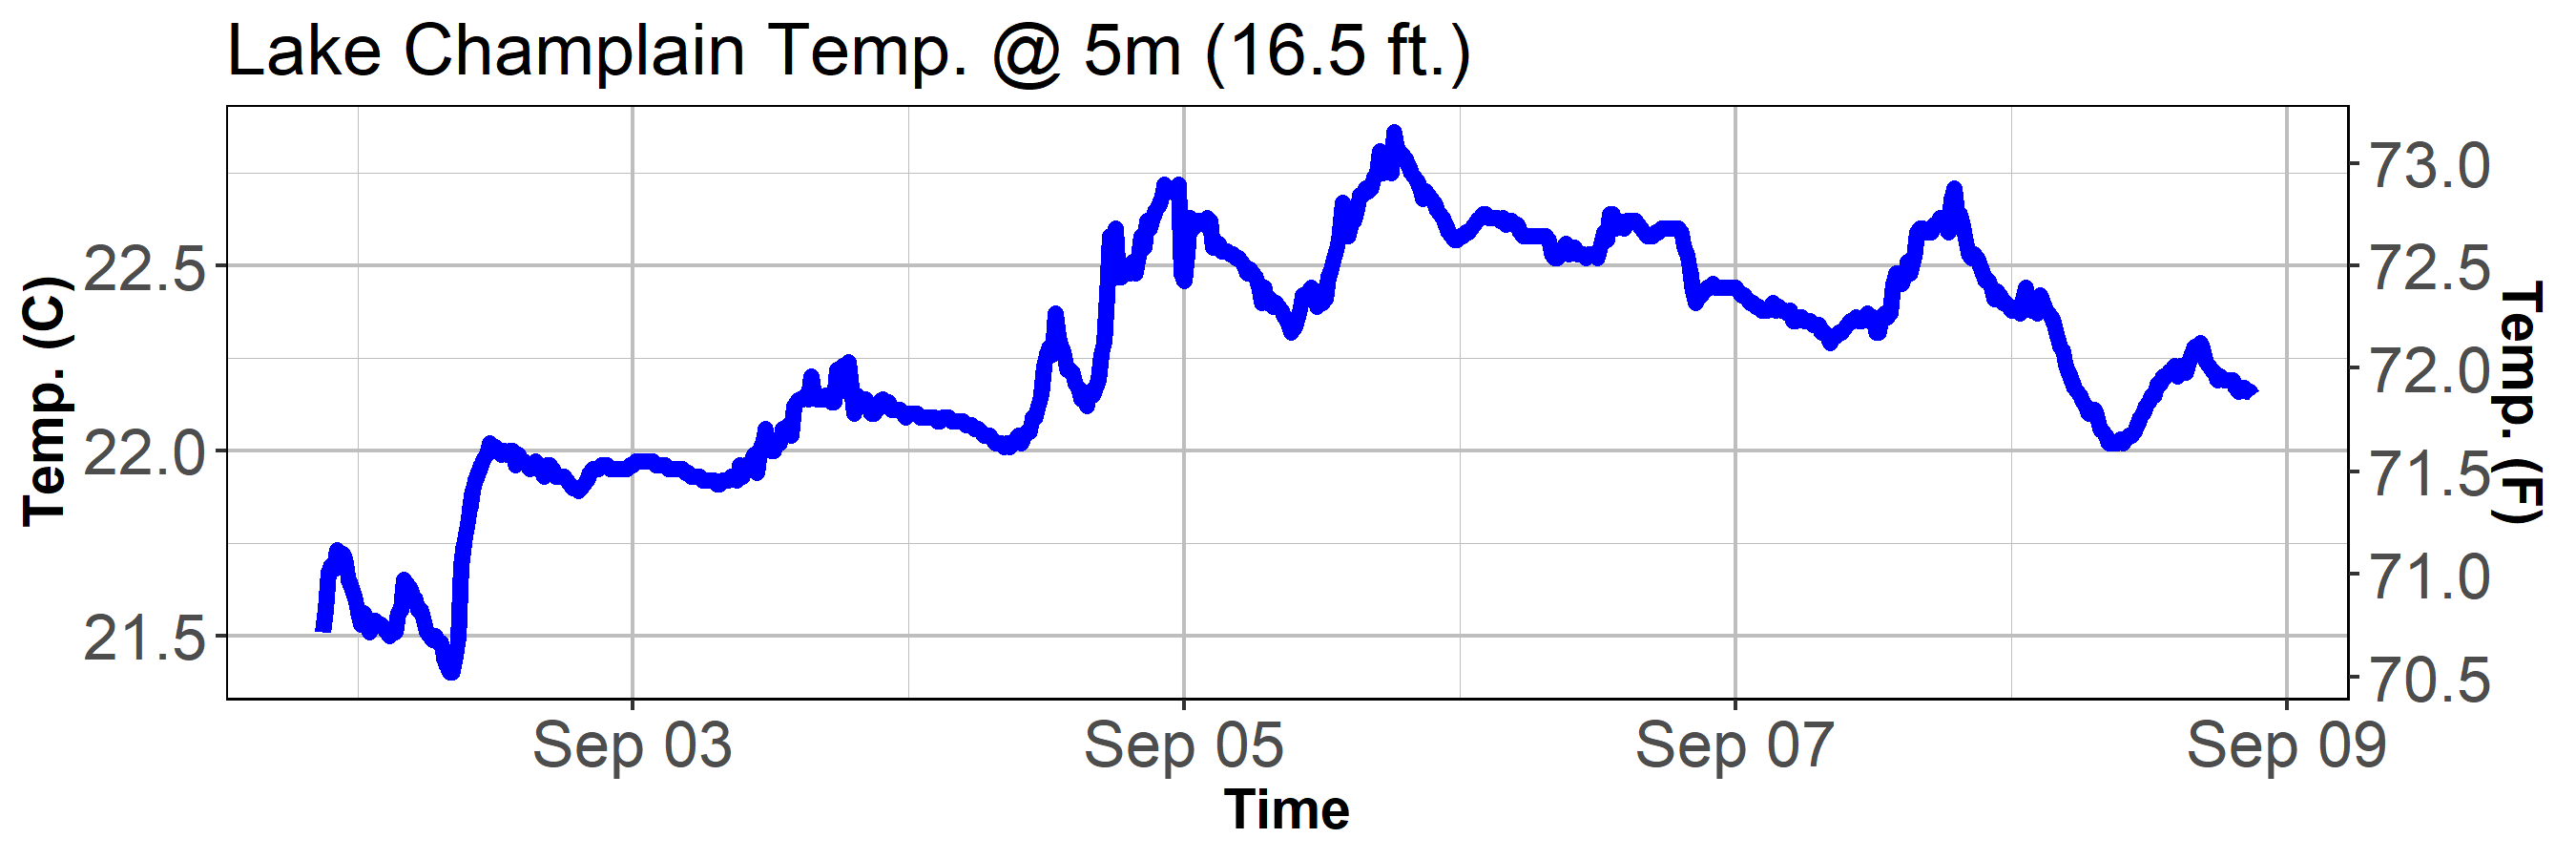 Lake Champlain Temp. @ 5m (16.5 ft.)
Temp. (C)
22.5
22.0
21.5
73.0
72.5
72.0
71.5
71.0
70.5
Temp. (F)
Sep 03
Sep 05
Sep 07
Sep 09
Time